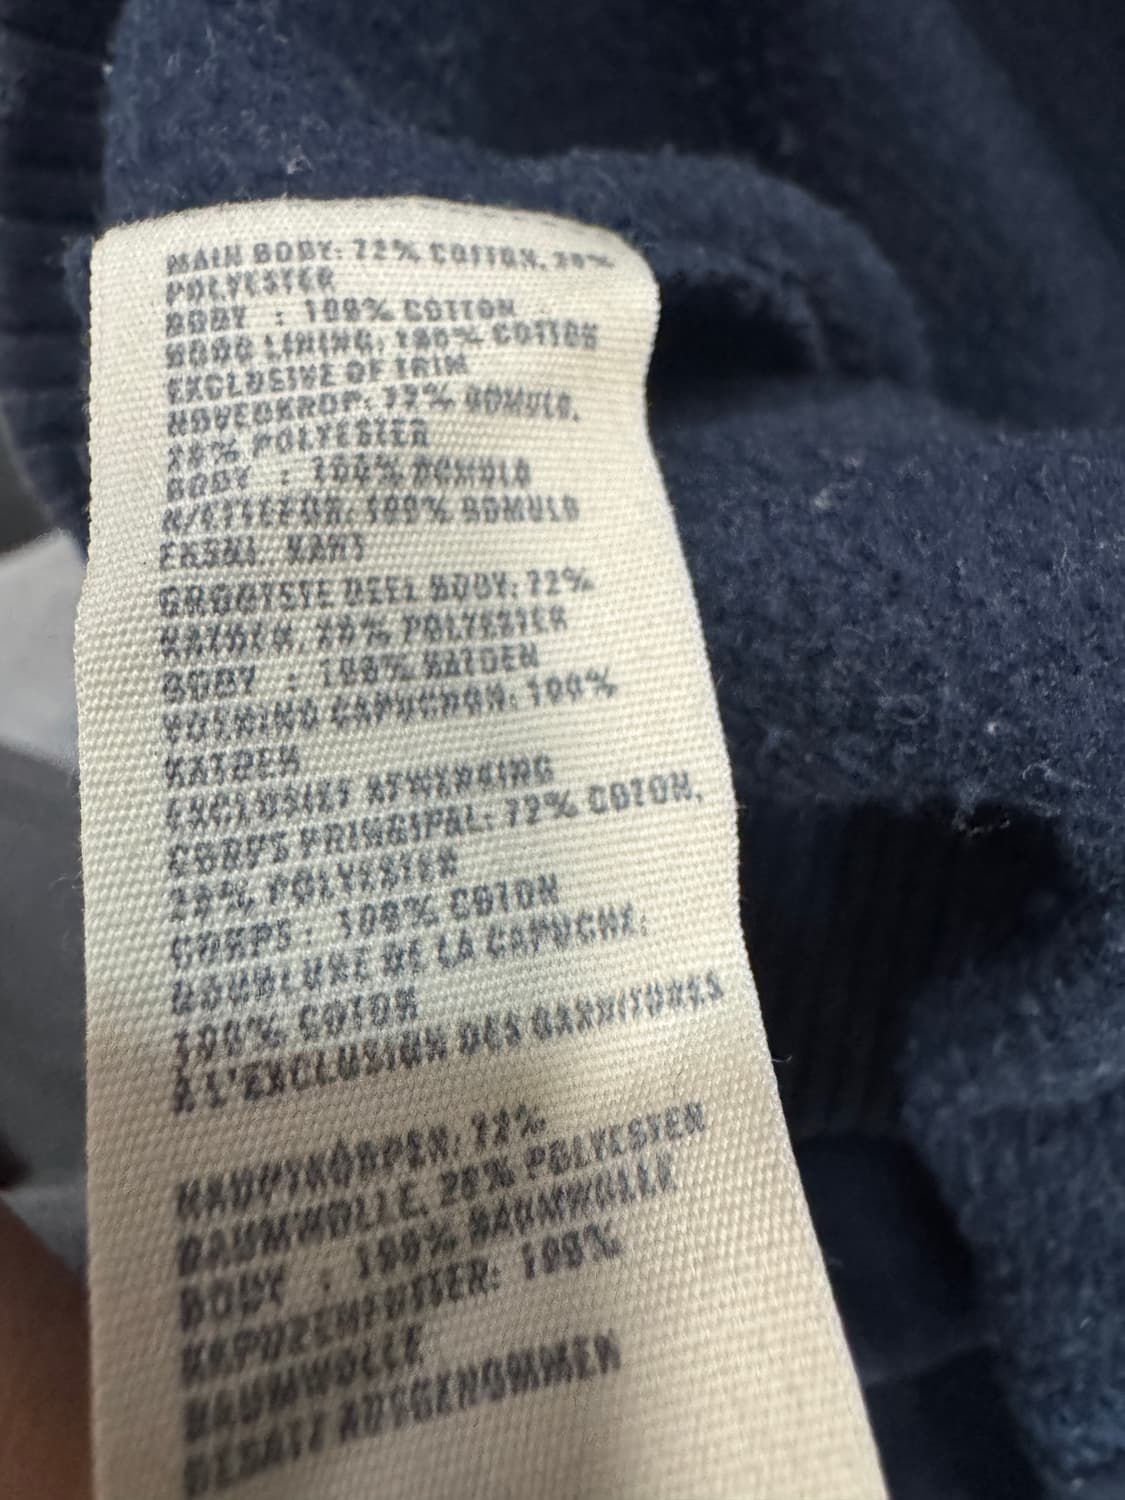 MAIN BODY: 72% COTTON, 28%
POLYESTER
BODY : 100% COTTON
HOOD LINING: 100% COTTON
EXCLUSIVE OF TRIM
HOVEDKROP: 72% BOMULD,
28% POLYESTER
BODY : 100% BOMULD
100% BOMULD
EKSKL. KANT
GROOTSTE DEEL BODY: 72%
KATOEN, 28% POLYESTER
BODY : 100% KATOEN
VOERING CAPUCHON: 100%
KATOEN
EXCLUSIEF AFWERKING
CORPS PRINCIPAL: 72% COTON,
28% POLYESTER
CORPS : 100% COTON
DOUBLURE DE LA CAPUCHE:
100% COTON
À L'EXCLUSION DES GARNITURES
HAUPTKÖRPER: 72%
BAUMWOLLE, 28% POLYESTER
BODY : 100% BAUMWOLLE
KAPUZENFUTTER: 100%
BAUMWOLLE
BESATZ AUSGENOMMEN